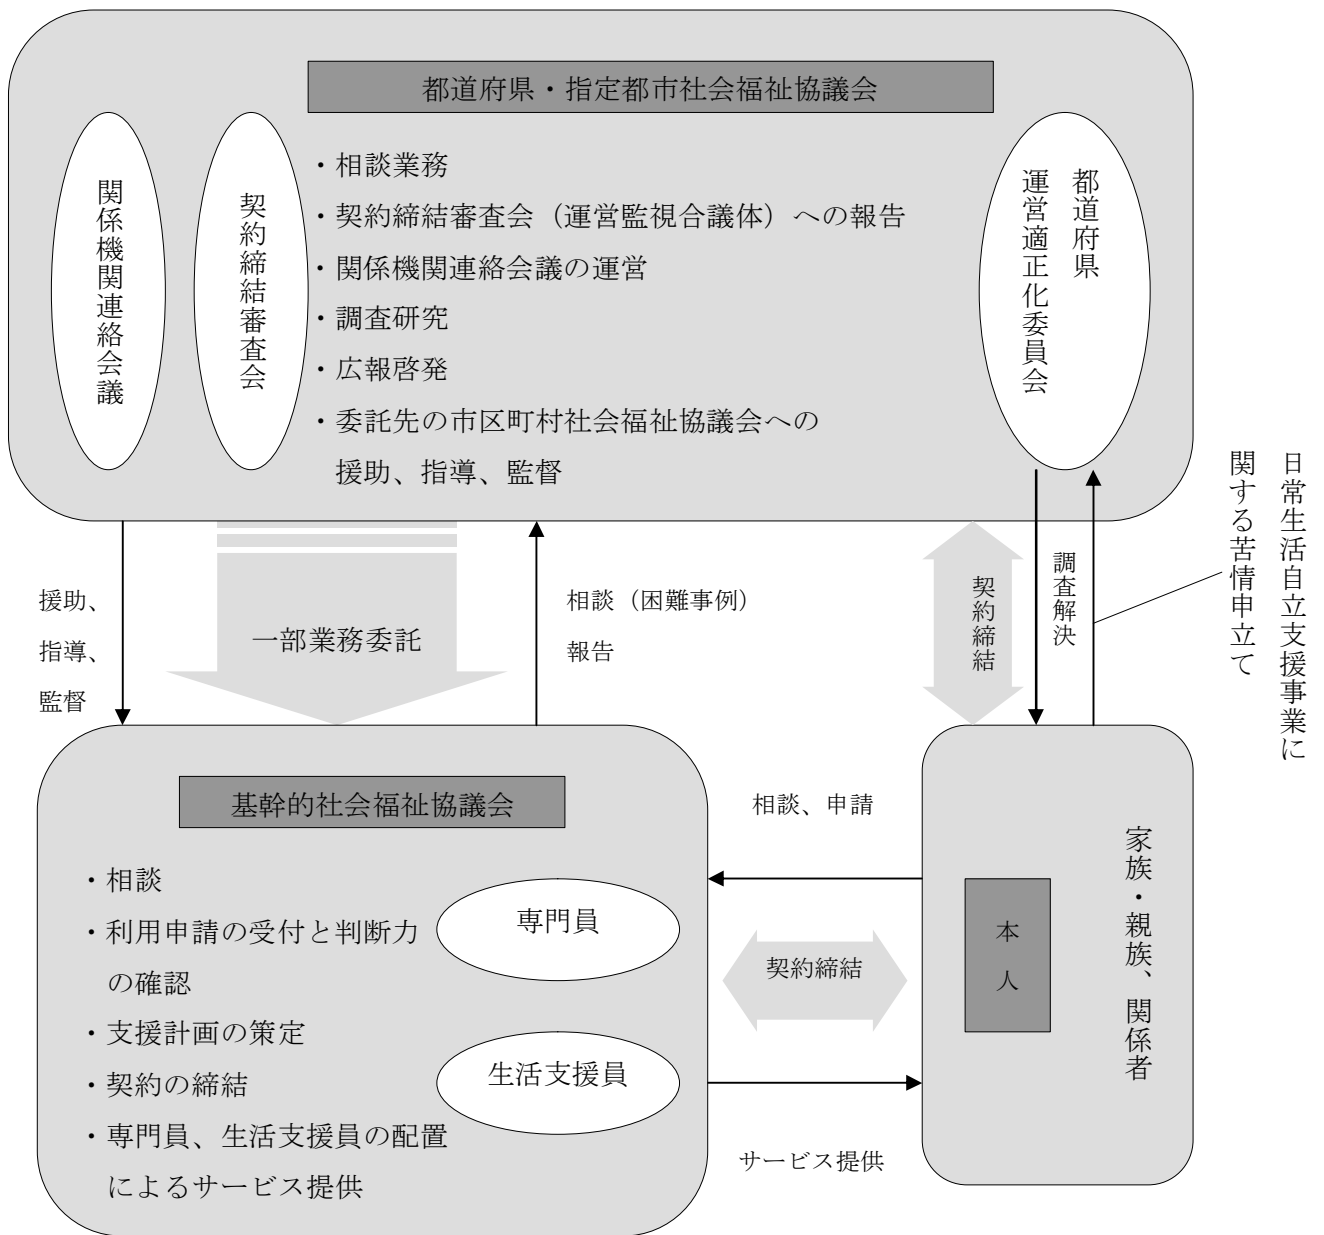 都道府県・指定都市社会福祉協議会
関係機関連絡会議
契約締結審査会
・相談業務
・契約締結審査会（運営監視合議体）への報告
・関係機関連絡会議の運営
・調査研究
・広報啓発
・委託先の市区町村社会福祉協議会への
援助、指導、監督
都道府県
運営適正化委員会
援助、
指導、
監督
一部業務委託
相談（困難事例）
報告
契約締結
調査解決
日常生活自立支援事業に
関する苦情申立て
基幹的社会福祉協議会
・相談
・利用申請の受付と判断力
の確認
・支援計画の策定
・契約の締結
・専門員、生活支援員の配置
によるサービス提供
専門員
生活支援員
相談、申請
契約締結
サービス提供
本人
家族・親族、関係者